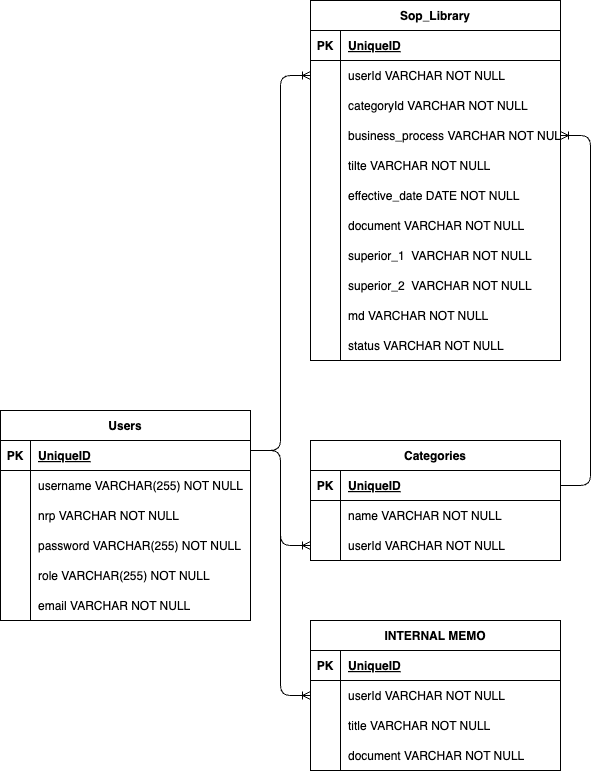 Sop_Library
PK UniqueID
userId VARCHAR NOT NULL
categoryId VARCHAR NOT NULL
business_process VARCHAR NOT NUL
tilte VARCHAR NOT NULL
effective_date DATE NOT NULL
document VARCHAR NOT NULL
superior_1  VARCHAR NOT NULL
superior_2  VARCHAR NOT NULL
md VARCHAR NOT NULL
status VARCHAR NOT NULL
Users
PK UniqueID
username VARCHAR(255) NOT NULL
nrp VARCHAR NOT NULL
password VARCHAR(255) NOT NULL
role VARCHAR(255) NOT NULL
email VARCHAR NOT NULL
Categories
PK UniqueID
name VARCHAR NOT NULL
userId VARCHAR NOT NULL
INTERNAL MEMO
PK UniqueID
userId VARCHAR NOT NULL
title VARCHAR NOT NULL
document VARCHAR NOT NULL